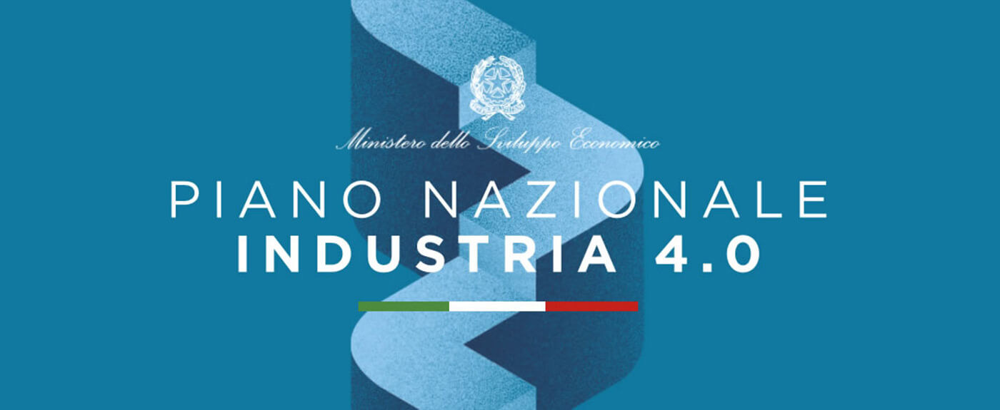 Ministero dello Sviluppo Economico
PIANO NAZIONALE
INDUSTRIA 4.0